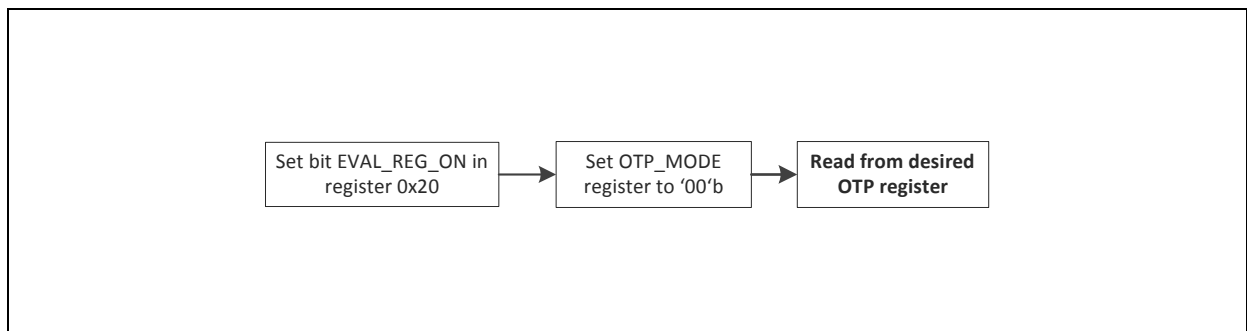 Set bit EVAL_REG_ON in
register 0x20
Set OTP_MODE
register to ‘00‘b
Read from desired
OTP register